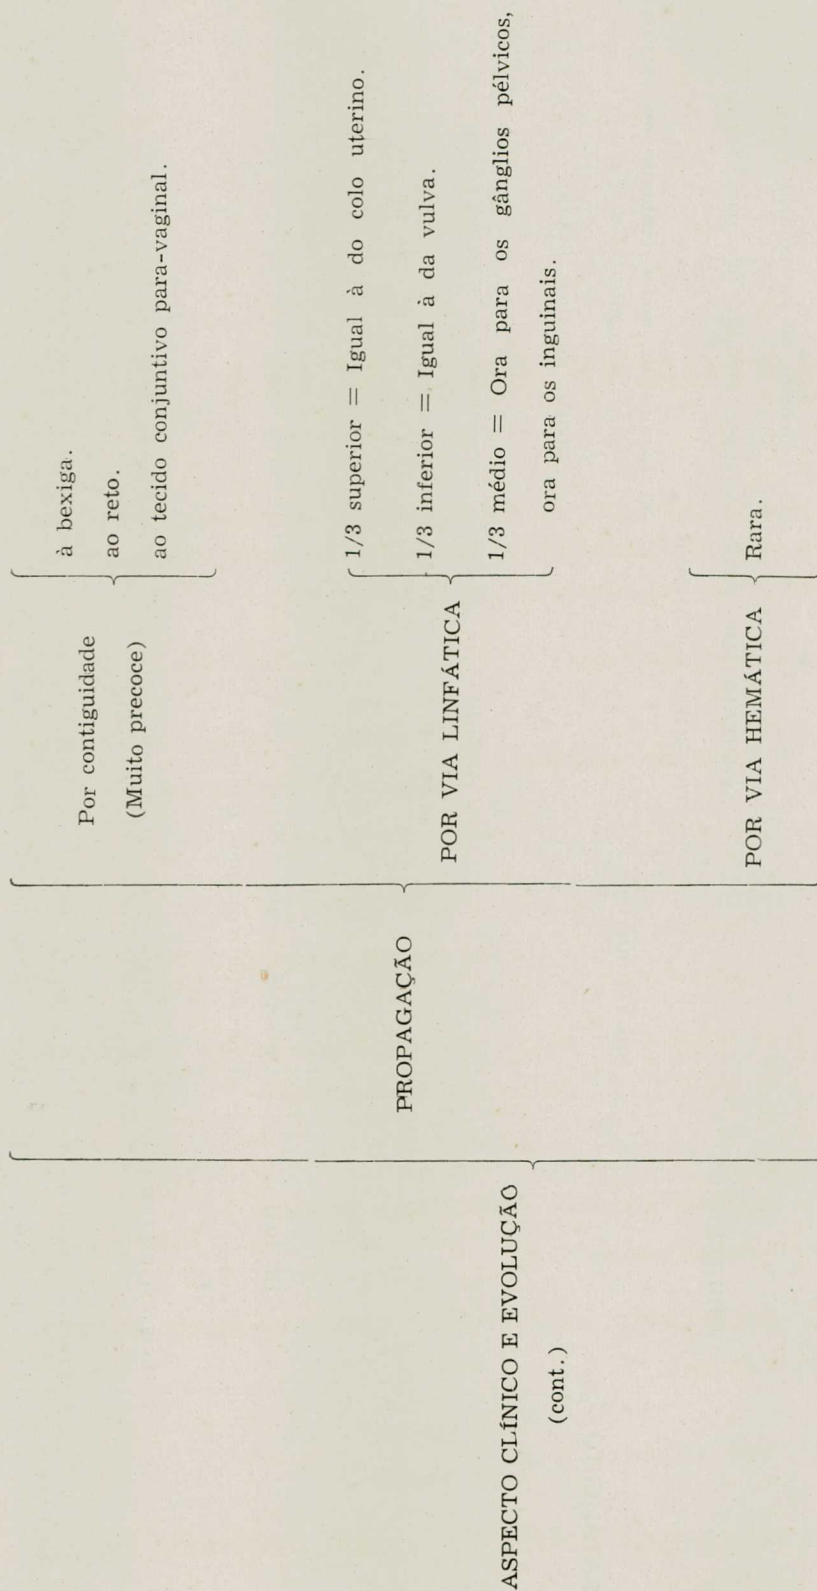 ASPECTO CLÍNICO E EVOLUÇÃO
(cont.)
PROPAGAÇÃO
Por contiguidade
(Muito precoce)
à bexiga.
ao reto.
ao tecido conjuntivo para-vaginal.
POR VIA LINFÁTICA
1/3 superior = Igual à do colo uterino.
1/3 inferior = Igual à da vulva.
1/3 médio = Ora para os gânglios pélvicos,
ora para os inguinais.
POR VIA HEMÁTICA
Rara.